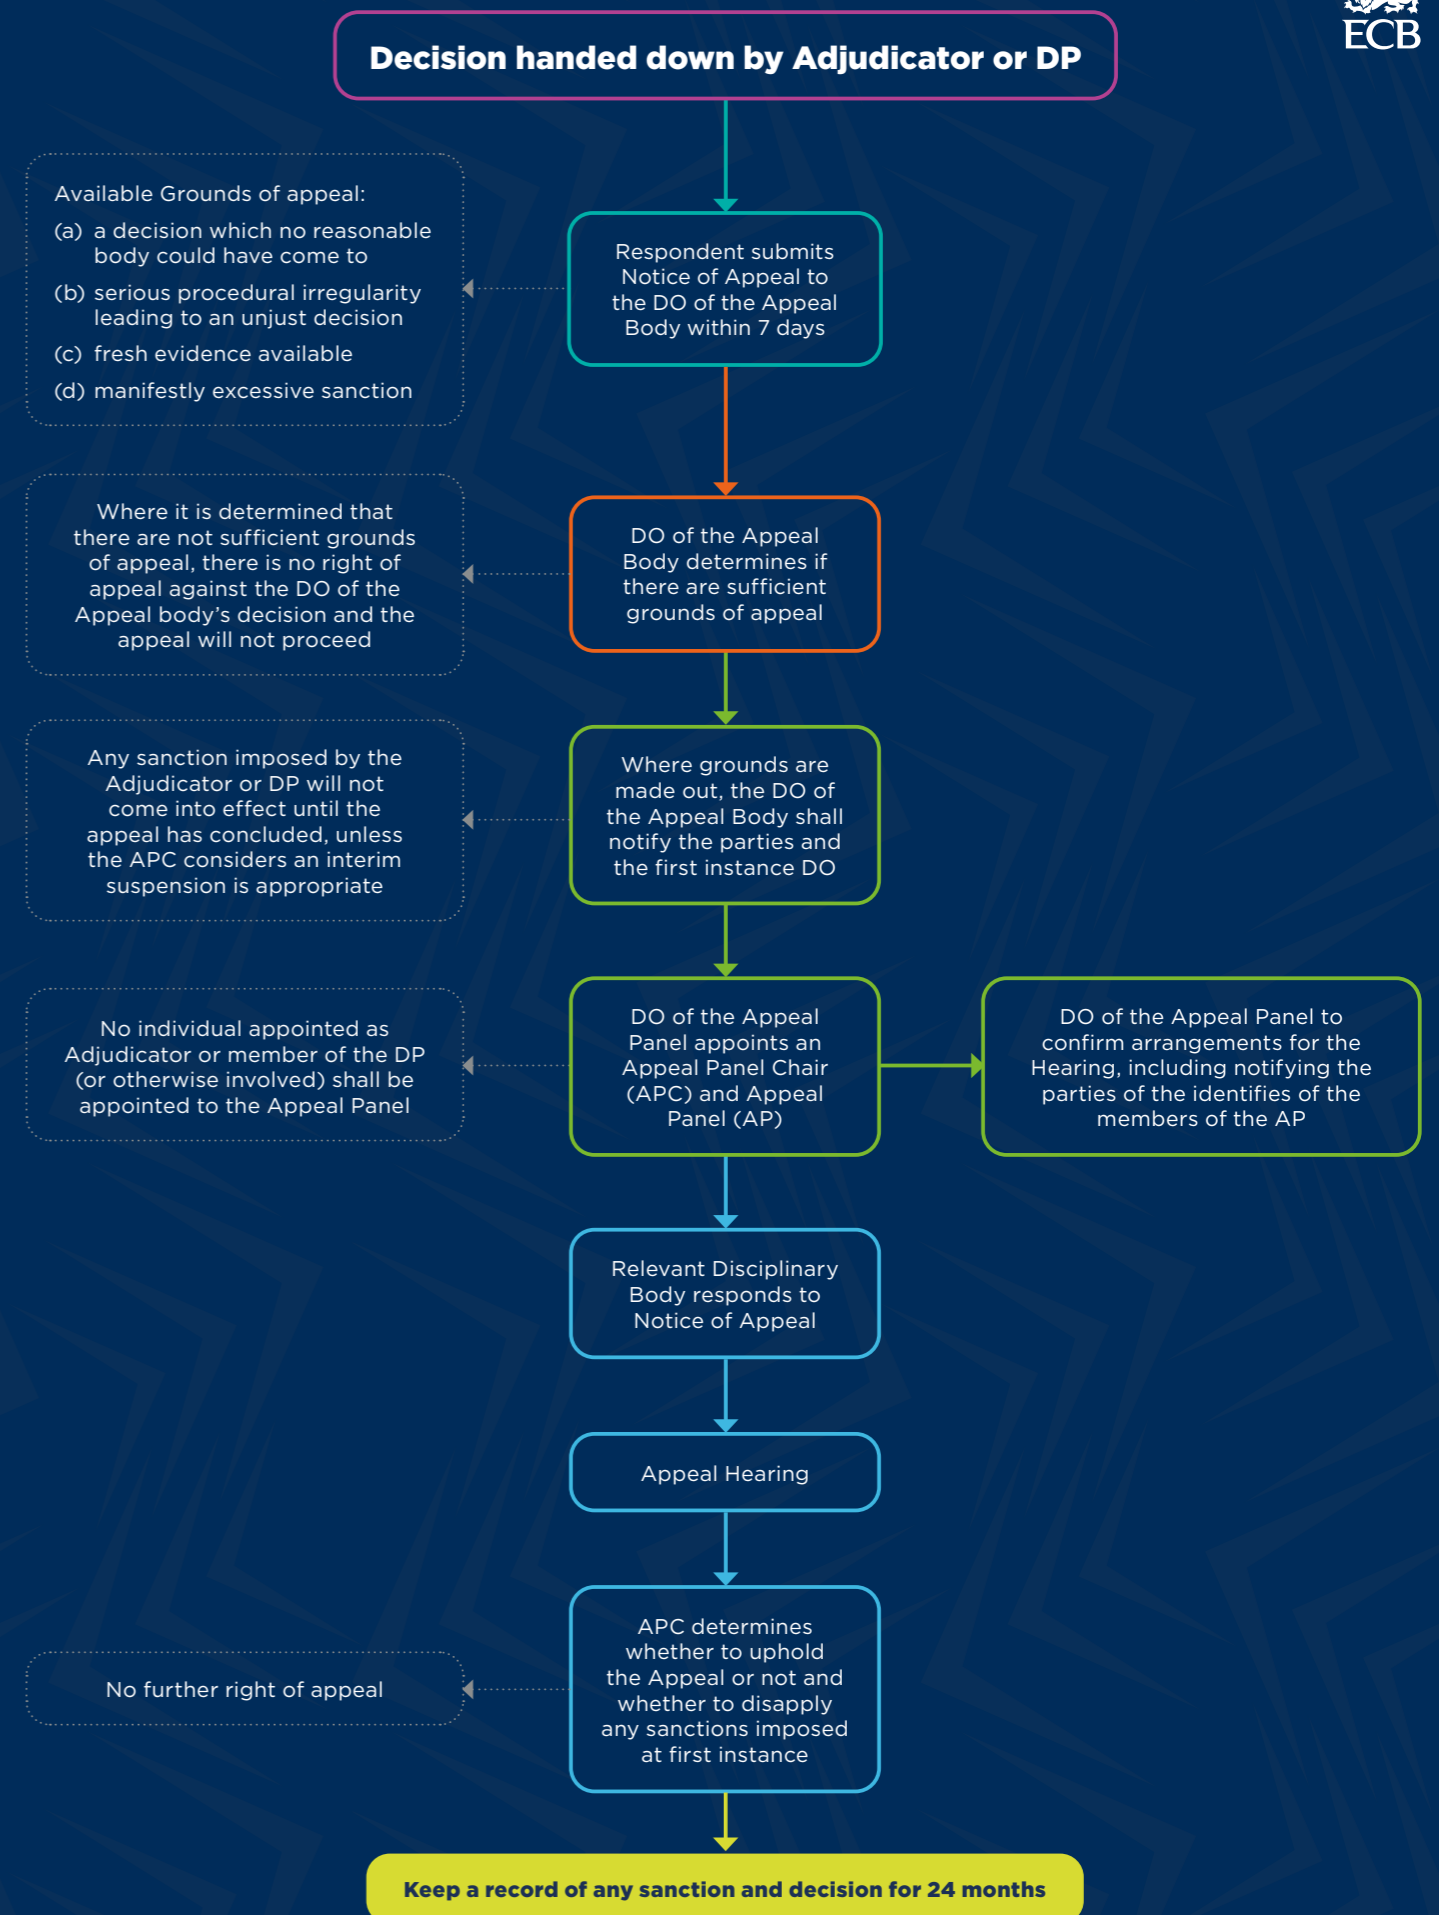 ECB
Decision handed down by Adjudicator or DP
Available Grounds of appeal:
(a) a decision which no reasonable
body could have come to
(b) serious procedural irregularity
leading to an unjust decision
(c) fresh evidence available
(d) manifestly excessive sanction
Respondent submits
Notice of Appeal to
the DO of the Appeal
Body within 7 days
Where it is determined that
there are not sufficient grounds
of appeal, there is no right of
appeal against the DO of the
Appeal body’s decision and the
appeal will not proceed
DO of the Appeal
Body determines if
there are sufficient
grounds of appeal
Any sanction imposed by the
Adjudicator or DP will not
come into effect until the
appeal has concluded, unless
the APC considers an interim
suspension is appropriate
Where grounds are
made out, the DO of
the Appeal Body shall
notify the parties and
the first instance DO
No individual appointed as
Adjudicator or member of the DP
(or otherwise involved) shall be
appointed to the Appeal Panel
DO of the Appeal
Panel appoints an
Appeal Panel Chair
(APC) and Appeal
Panel (AP)
DO of the Appeal Panel to
confirm arrangements for the
Hearing, including notifying the
parties of the identifies of the
members of the AP
Relevant Disciplinary
Body responds to
Notice of Appeal
Appeal Hearing
No further right of appeal
APC determines
whether to uphold
the Appeal or not and
whether to disapply
any sanctions imposed
at first instance
Keep a record of any sanction and decision for 24 months